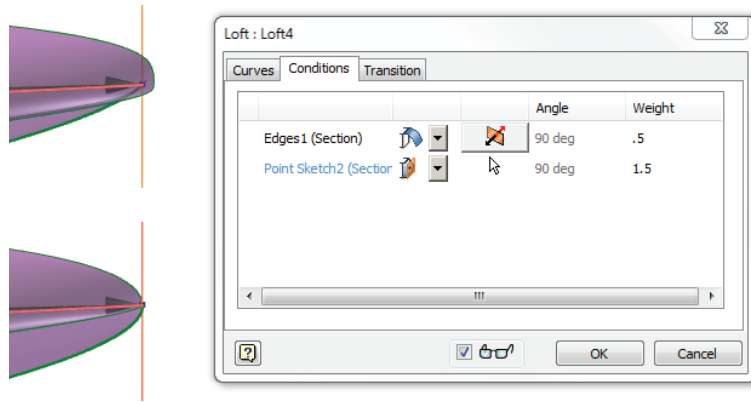 Loft : Loft4
Curves Conditions Transition
Angle Weight
Edges1 (Section) 90 deg .5
Point Sketch2 (Section 90 deg 1.5
?
OK Cancel